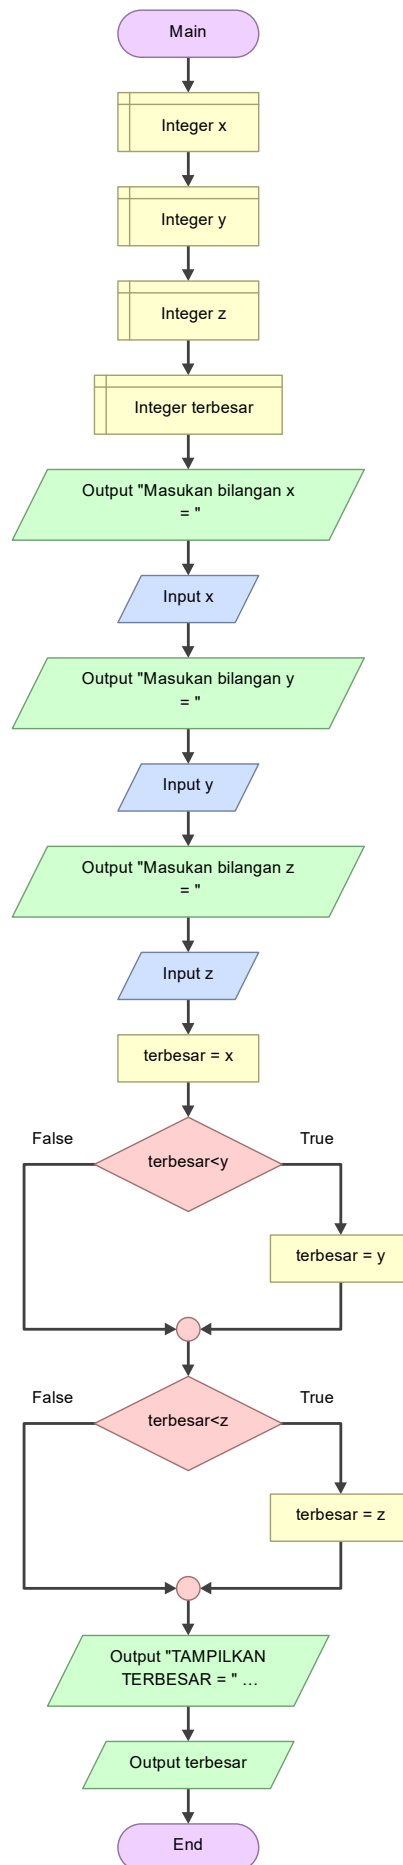 Main
Integer x
Integer y
Integer z
Integer terbesar
Output "Masukan bilangan x
= "
Input x
Output "Masukan bilangan y
= "
Input y
Output "Masukan bilangan z
= "
Input z
terbesar = x
False
True
terbesar<y
terbesar = y
False
True
terbesar<z
terbesar = z
Output "TAMPILKAN
TERBESAR = " ...
Output terbesar
End